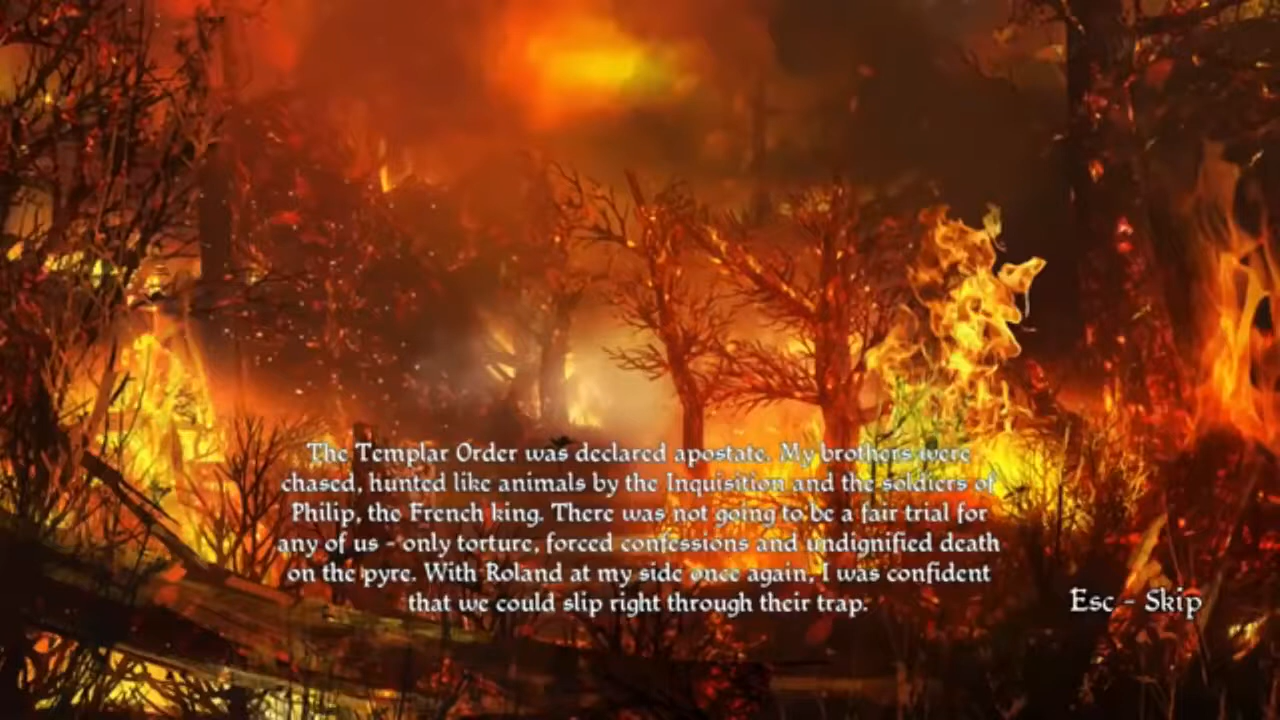 The Templar Order was declared apostate. My brothers were
chased, hunted like animals by the Inquisition and the soldiers of
Philip, the French king. There was not going to be a fair trial for
any of us - only torture, forced confessions and undignified death
on the pyre. With Roland at my side once again, I was confident
that we could slip right through their trap.
Esc - Skip